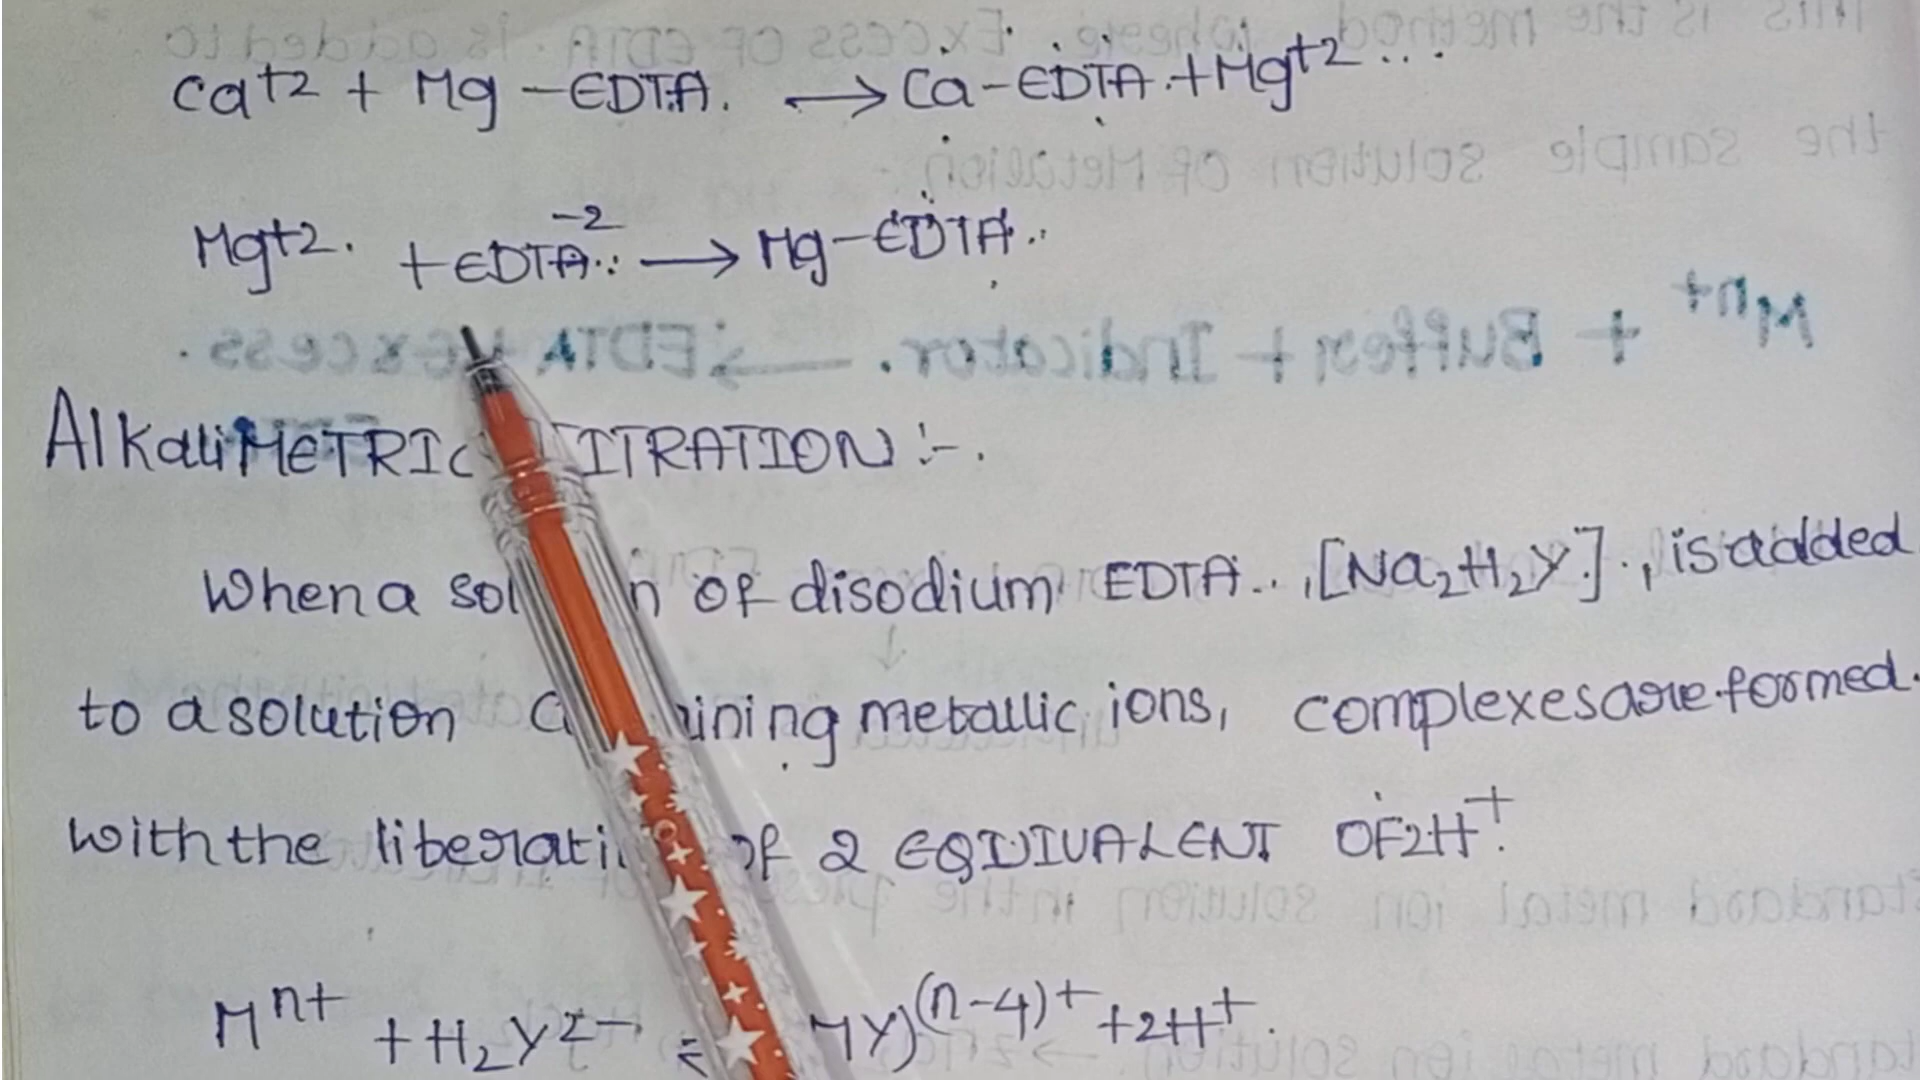 Ca+2 + Mg - EDTA. → Ca-EDTA.+Mg+2...
Mg+2. + EDTA-2.. → Mg-EDTA..
AlkaliMETRIC TITRATION :-.
When a sol n of disodium EDTA..,[Na₂H₂Y]., is added
to a solution c ining metallic ions, complexes are formed.
with the liberati of 2 EQUIVALENT OF 2H⁺.
Mⁿ⁺ + H₂Y²⁻ ⇌ MY)⁽ⁿ⁻⁴⁾⁺ + 2H⁺.